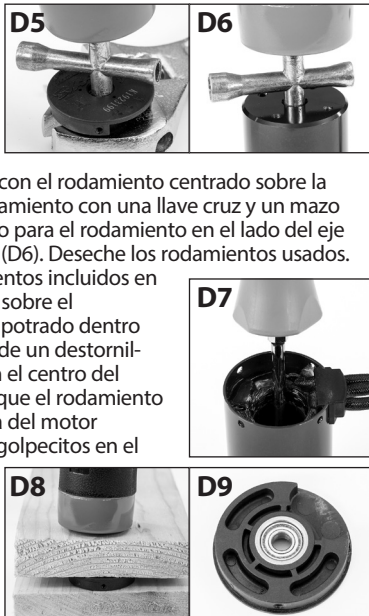 D5
D6
con el rodamiento centrado sobre la
amiento con una llave cruz y un mazo
o para el rodamiento en el lado del eje
(D6). Deseche los rodamientos usados.
entos incluidos en
sobre el
potrado dentro
de un destornil-
n el centro del
que el rodamiento
a del motor
golpecitos en el
D7
D8
D9